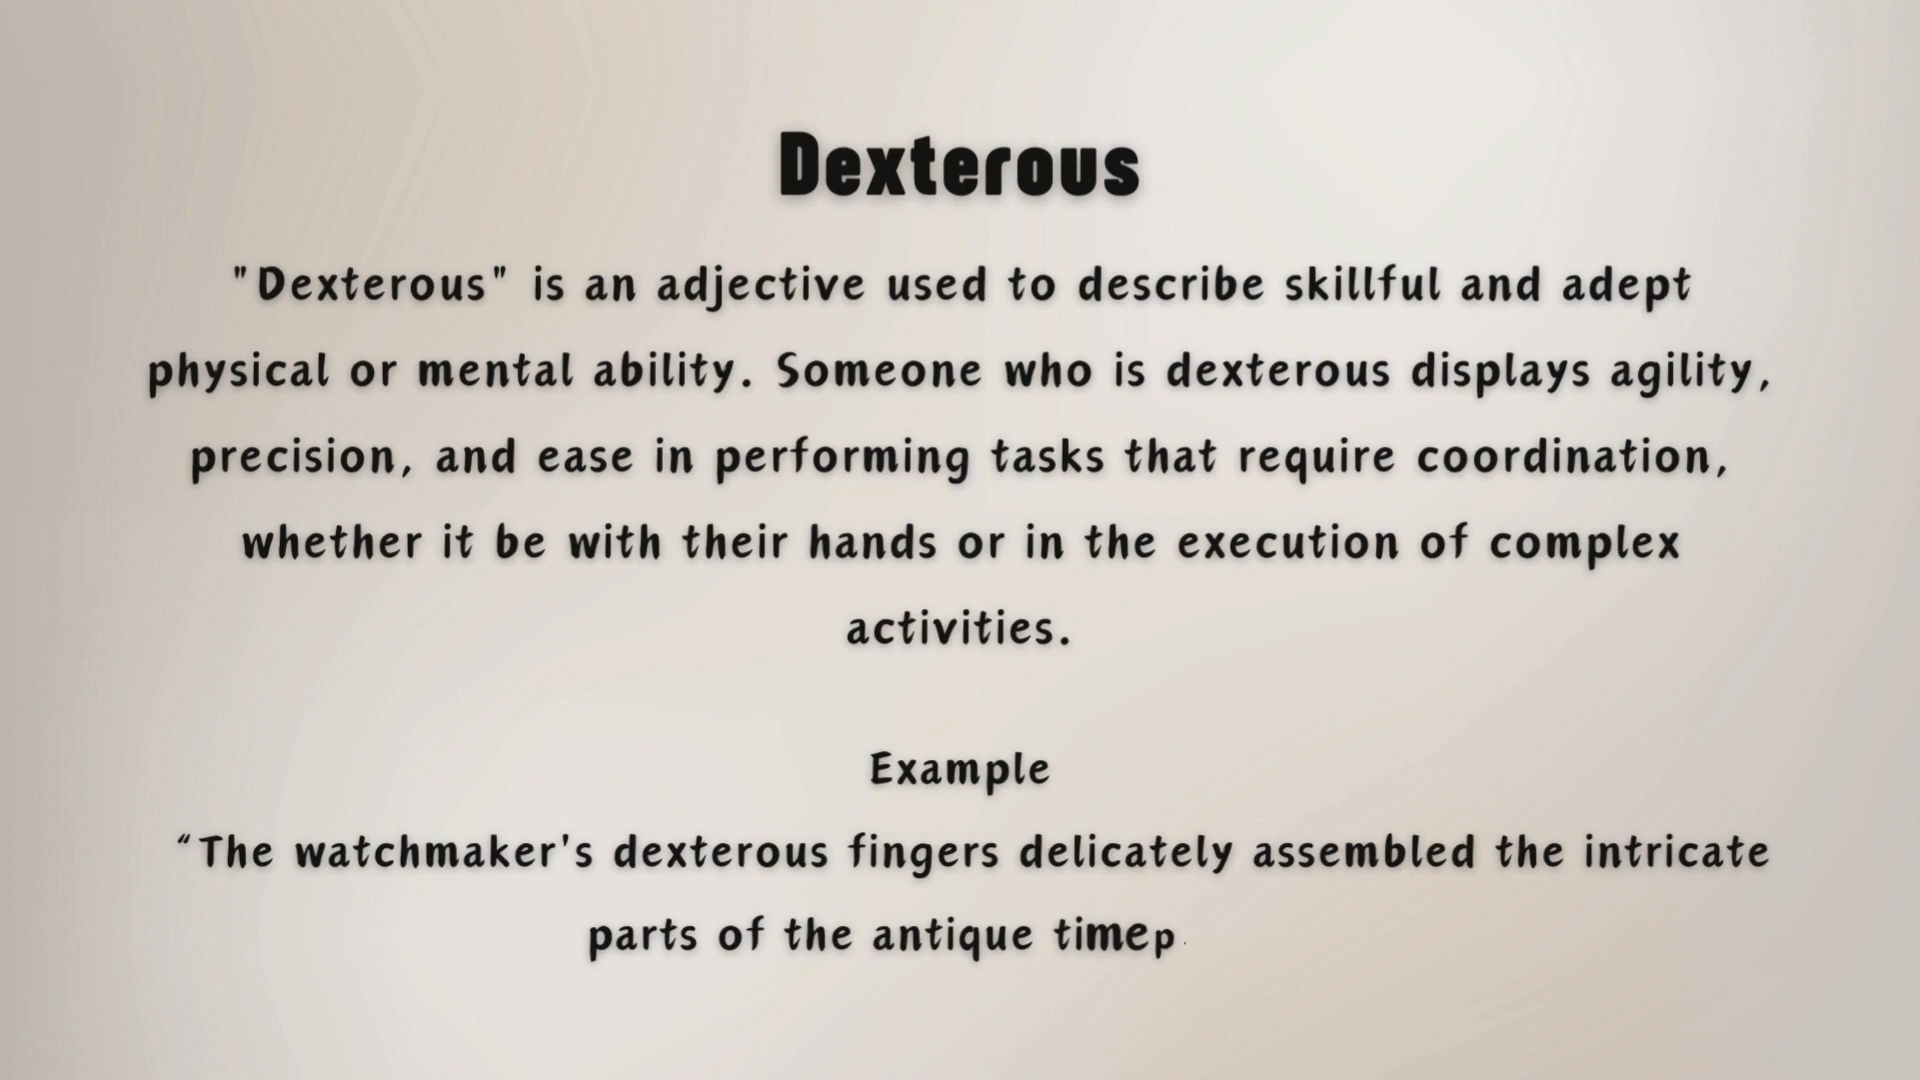 Dexterous
"Dexterous" is an adjective used to describe skillful and adept
physical or mental ability. Someone who is dexterous displays agility,
precision, and ease in performing tasks that require coordination,
whether it be with their hands or in the execution of complex
activities.
Example
“The watchmaker's dexterous fingers delicately assembled the intricate
parts of the antique timep